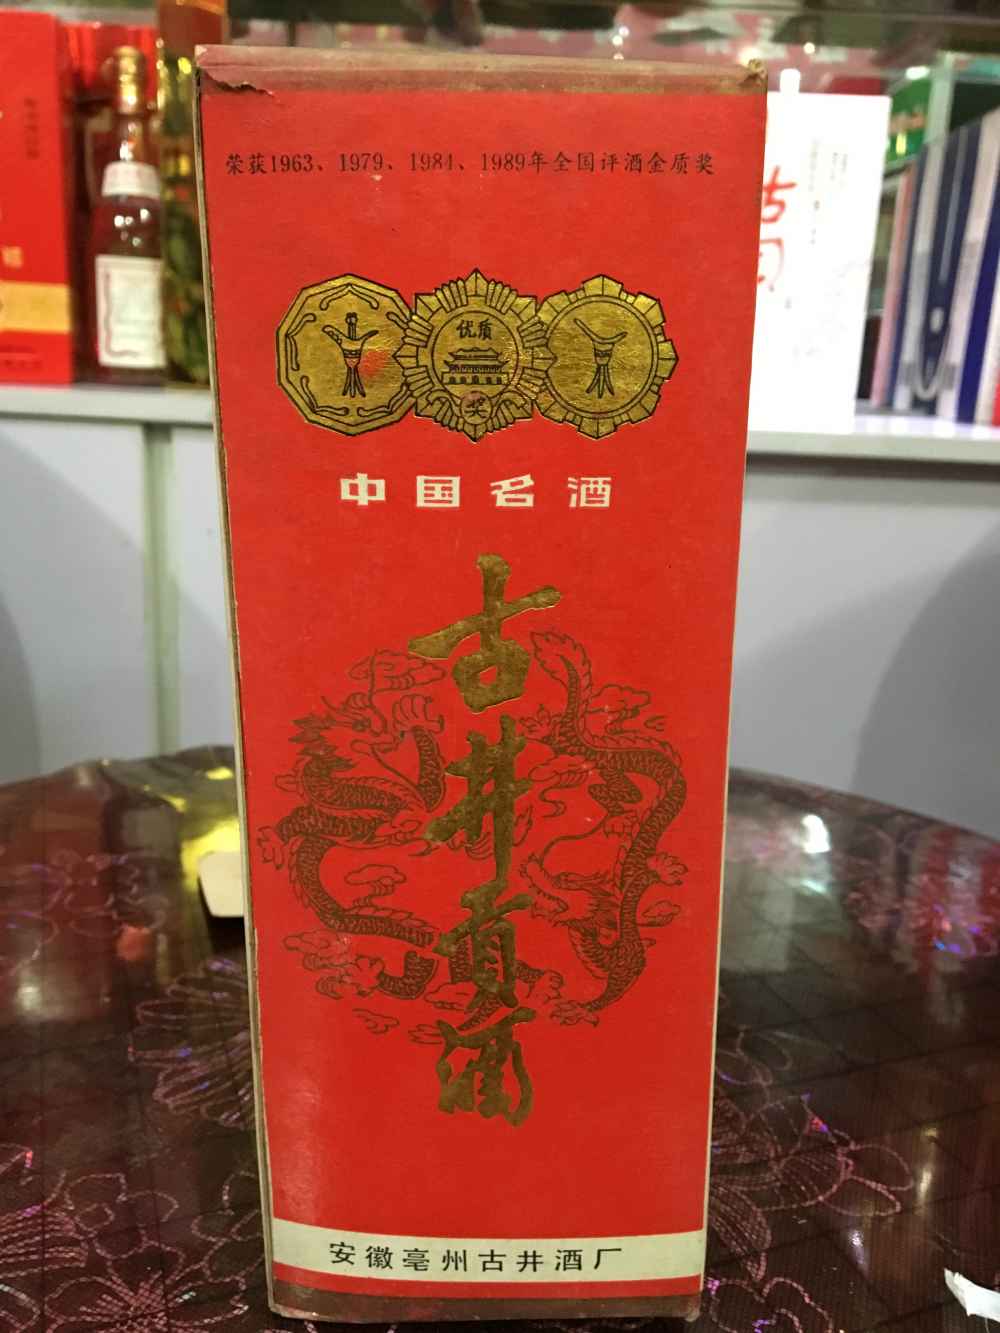 荣获1963、1979、1984、1989年全国评酒金质奖
优质
奖
中国名酒
古井贡酒
安徽亳州古井酒厂